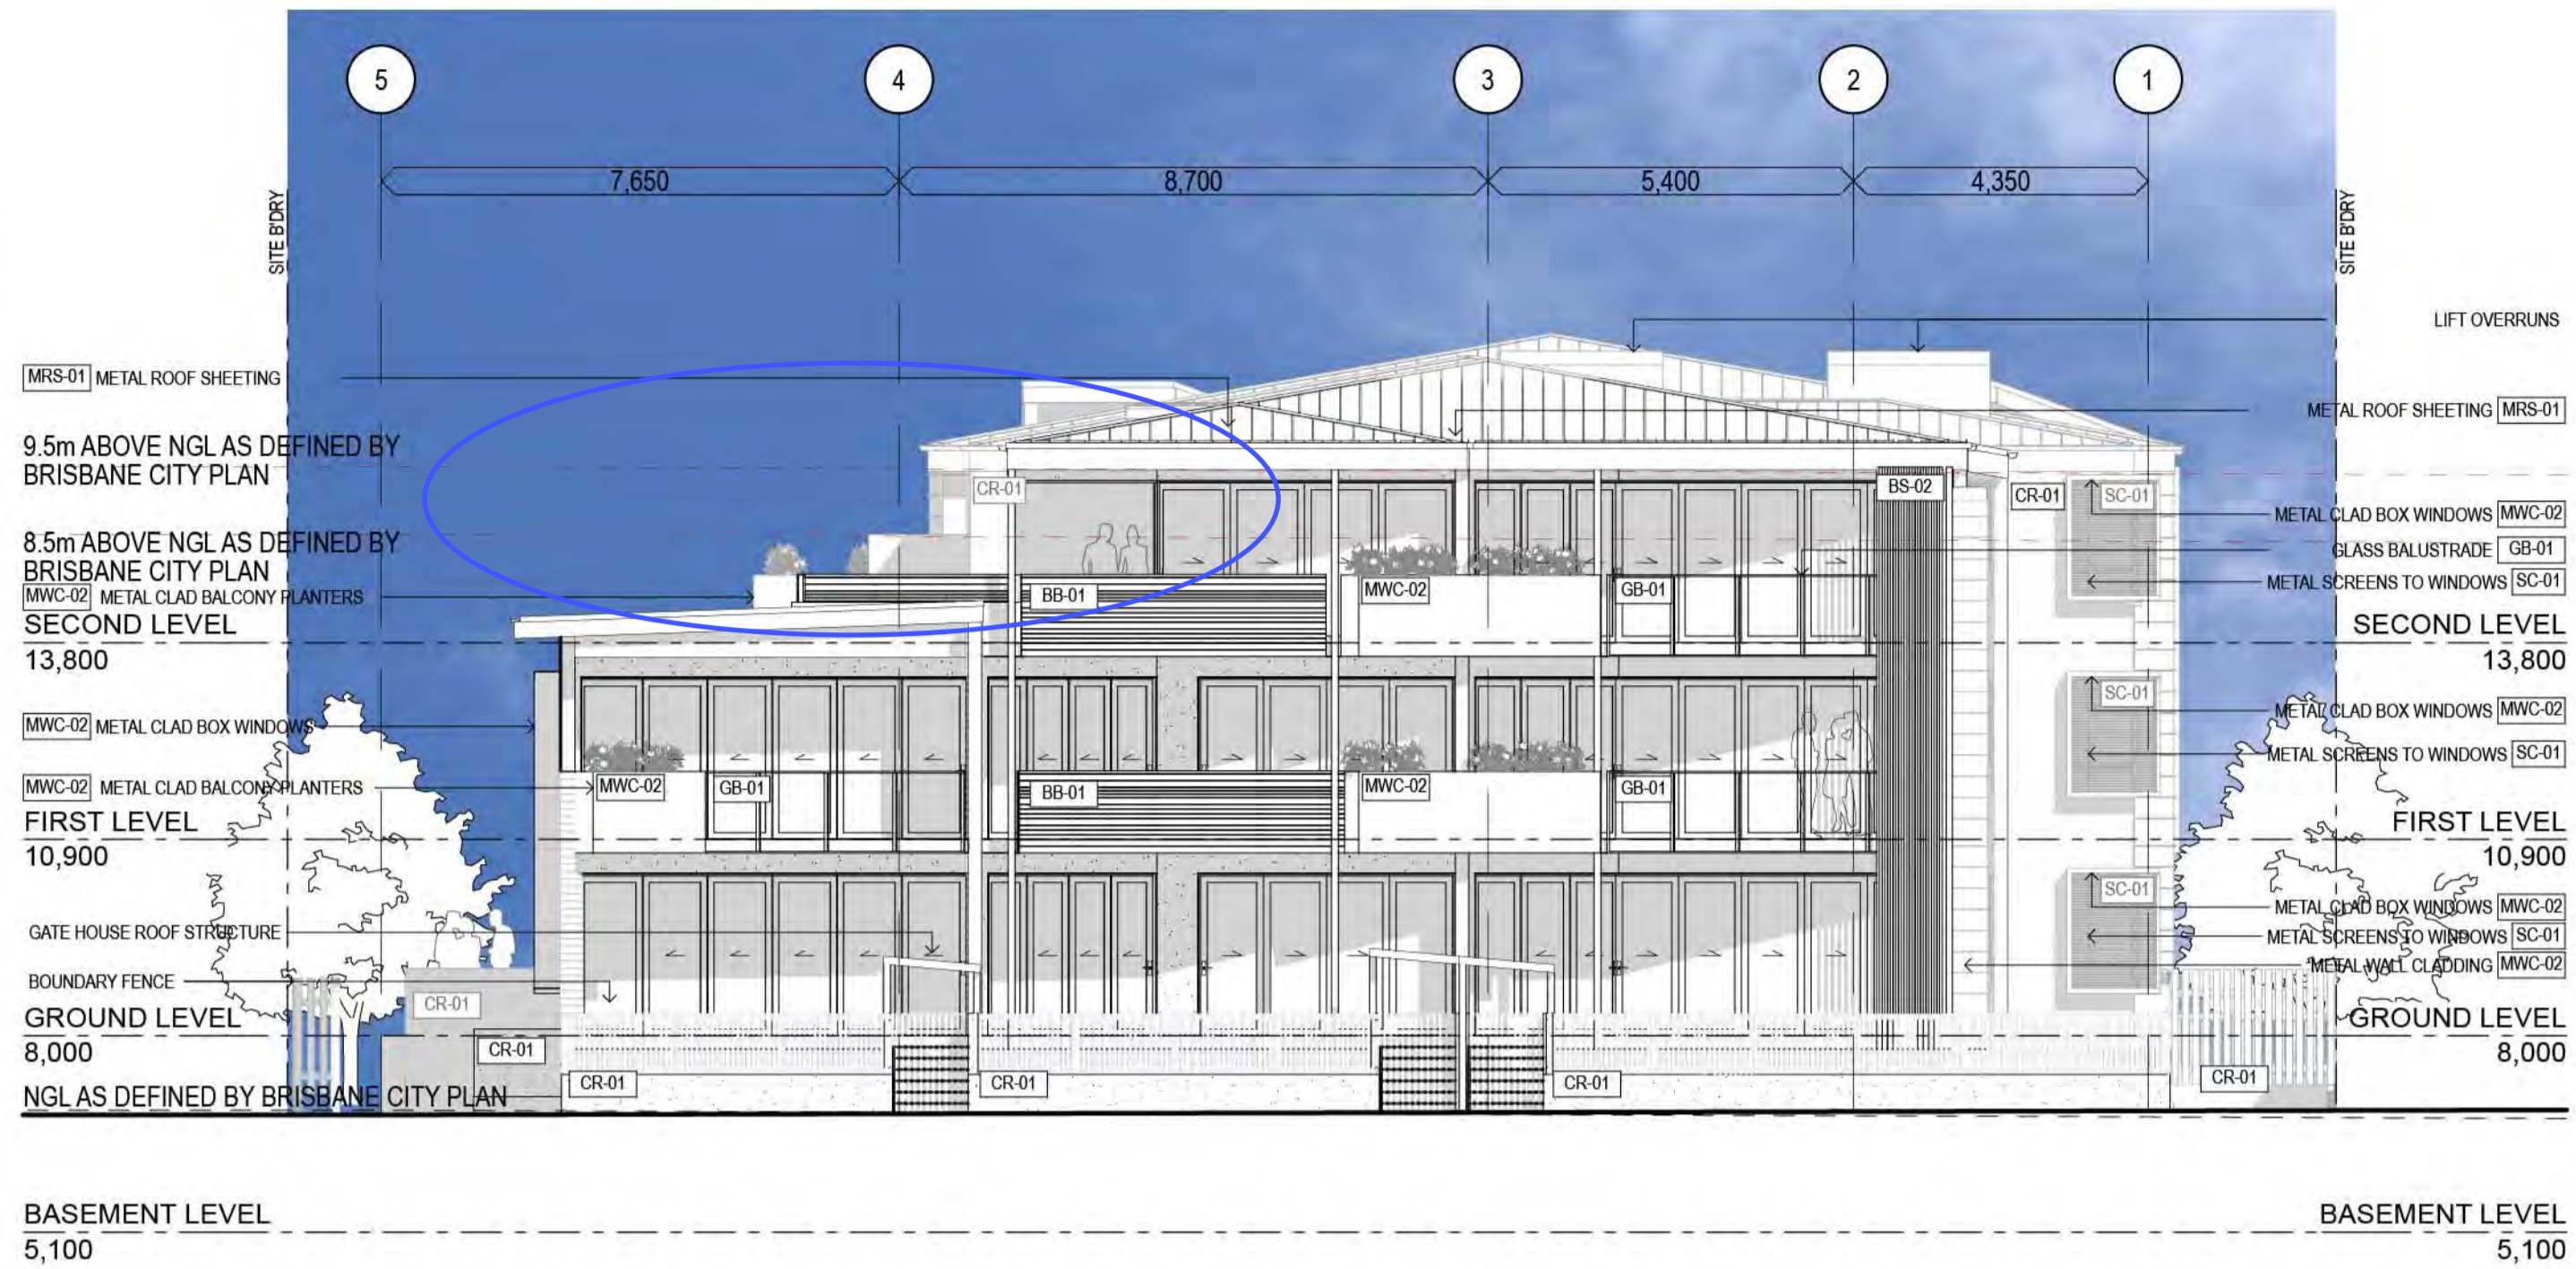 5
4
3
2
1
7,650
8,700
5,400
4,350
SITE B'DRY
SITE B'DRY
LIFT OVERRUNS
MRS-01 METAL ROOF SHEETING
METAL ROOF SHEETING MRS-01
9.5m ABOVE NGL AS DEFINED BY
BRISBANE CITY PLAN
CR-01
BS-02
CR-01
SC-01
METAL CLAD BOX WINDOWS MWC-02
8.5m ABOVE NGL AS DEFINED BY
BRISBANE CITY PLAN
GLASS BALUSTRADE GB-01
METAL SCREENS TO WINDOWS SC-01
MWC-02 METAL CLAD BALCONY PLANTERS
BB-01
MWC-02
GB-01
SECOND LEVEL
13,800
SECOND LEVEL
13,800
SC-01
MWC-02 METAL CLAD BOX WINDOWS
METAL CLAD BOX WINDOWS MWC-02
METAL SCREENS TO WINDOWS SC-01
MWC-02 METAL CLAD BALCONY PLANTERS
MWC-02
GB-01
BB-01
MWC-02
GB-01
FIRST LEVEL
10,900
FIRST LEVEL
10,900
SC-01
METAL CLAD BOX WINDOWS MWC-02
GATE HOUSE ROOF STRUCTURE
METAL SCREENS TO WINDOWS SC-01
METAL WALL CLADDING MWC-02
BOUNDARY FENCE
CR-01
GROUND LEVEL
8,000
GROUND LEVEL
8,000
CR-01
CR-01
CR-01
CR-01
CR-01
NGL AS DEFINED BY BRISBANE CITY PLAN
BASEMENT LEVEL
5,100
BASEMENT LEVEL
5,100